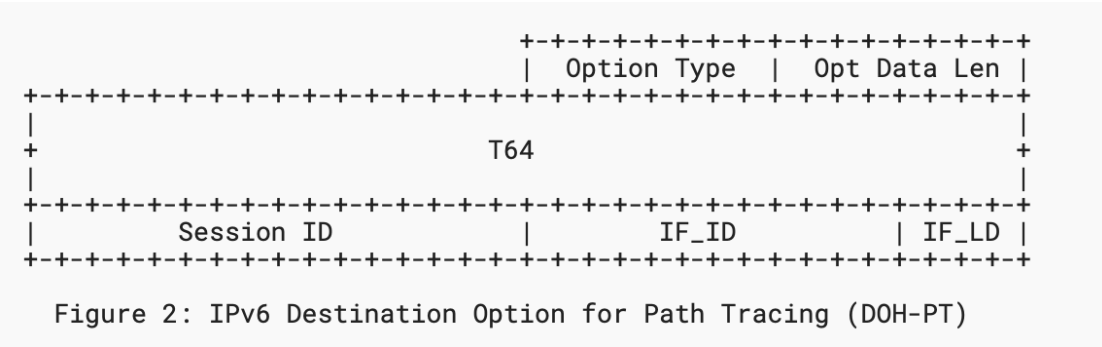 +-+-+-+-+-+-+-+-+-+-+-+-+-+-+-+-+
|  Option Type  |  Opt Data Len |
+-+-+-+-+-+-+-+-+-+-+-+-+-+-+-+-+-+-+-+-+-+-+-+-+-+-+-+-+-+-+-+-+
|                                                               |
+                             T64                               +
|                                                               |
+-+-+-+-+-+-+-+-+-+-+-+-+-+-+-+-+-+-+-+-+-+-+-+-+-+-+-+-+-+-+-+-+
|         Session ID            |        IF_ID          | IF_LD |
+-+-+-+-+-+-+-+-+-+-+-+-+-+-+-+-+-+-+-+-+-+-+-+-+-+-+-+-+-+-+-+-+
Figure 2: IPv6 Destination Option for Path Tracing (DOH-PT)